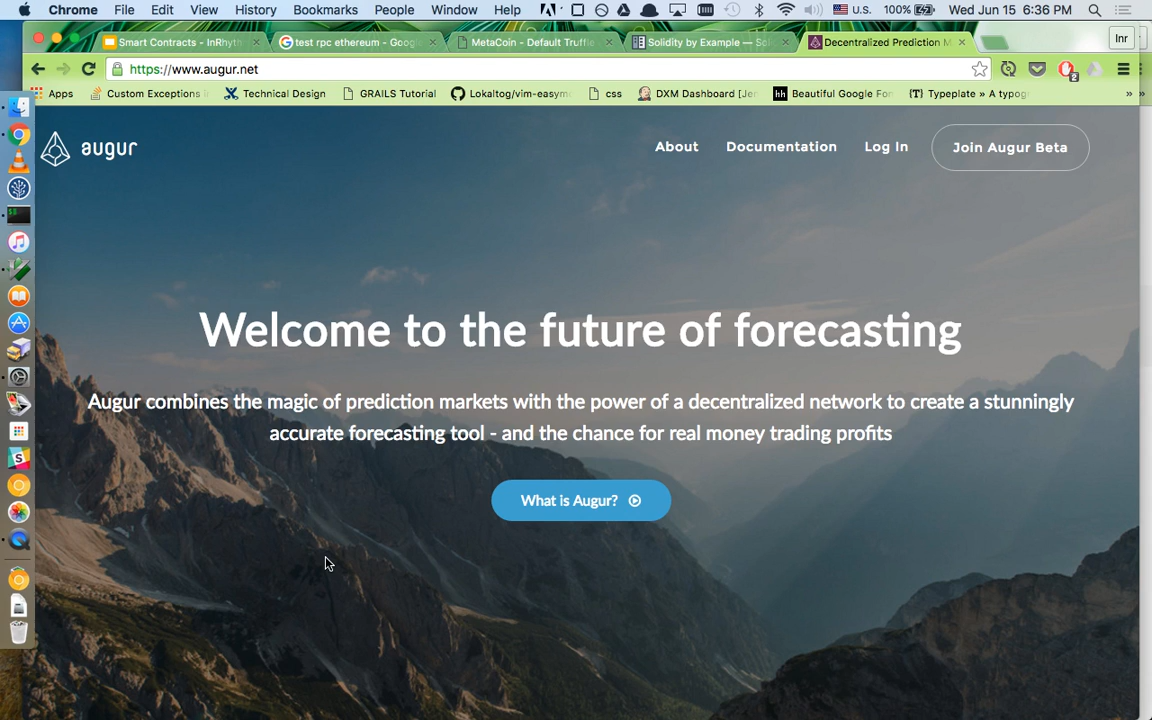 Chrome File Edit View History Bookmarks People Window Help U.S. 100% Wed Jun 15 6:36 PM
Smart Contracts - InRhyth test rpc ethereum - Goog MetaCoin - Default Truffle Solidity by Example — Decentralized Prediction M Inr
https://www.augur.net
Apps Custom Exceptions Technical Design GRAILS Tutorial Lokaltog/vim-easym css DXM Dashboard [Jen hh Beautiful Google Fon {T} Typeplate » A typog »
augur About Documentation Log In Join Augur Beta
Welcome to the future of forecasting
Augur combines the magic of prediction markets with the power of a decentralized network to create a stunningly
accurate forecasting tool - and the chance for real money trading profits
What is Augur?